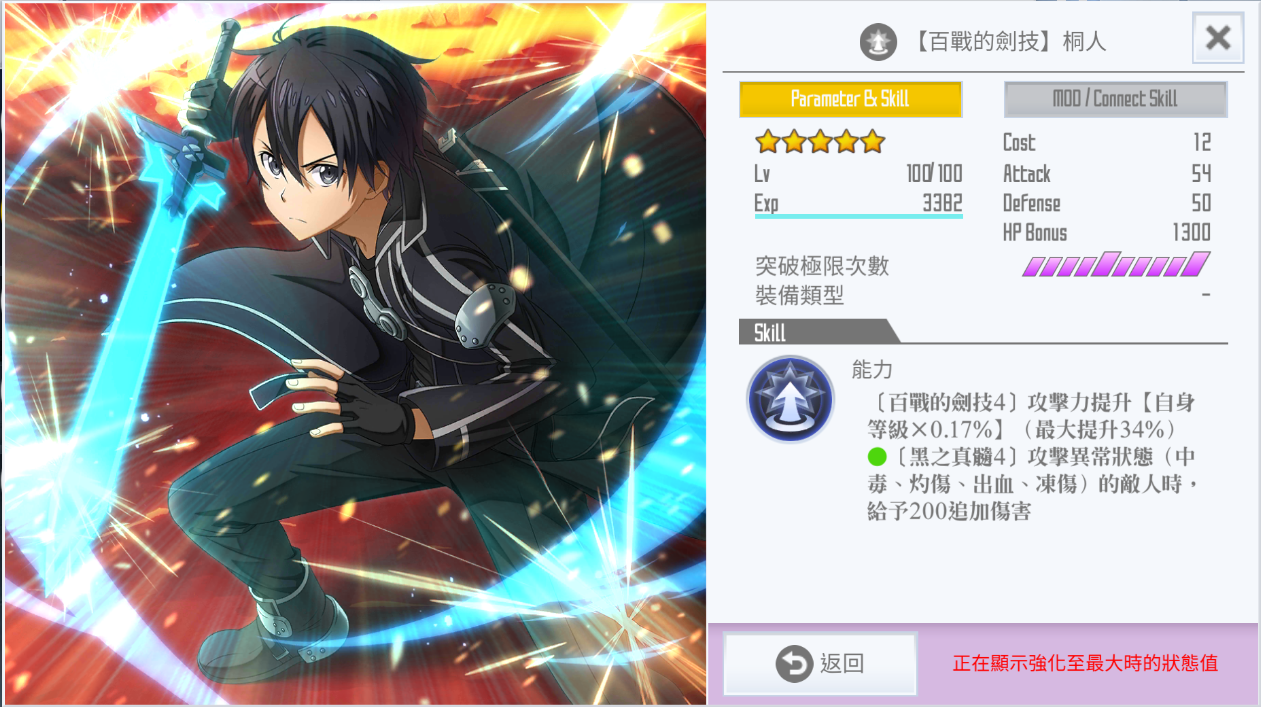 【百戰的劍技】桐人
Parameter & Skill
MOD / Connect Skill
Lv 100/100
Exp 3382
Cost 12
Attack 54
Defense 50
HP Bonus 1300
突破極限次數
裝備類型 -
Skill
能力
〔百戰的劍技4〕攻擊力提升【自身
等級×0.17%】（最大提升34%）
〔黑之真髓4〕攻擊異常狀態（中
毒、灼傷、出血、凍傷）的敵人時，
給予200追加傷害
返回
正在顯示強化至最大時的狀態值